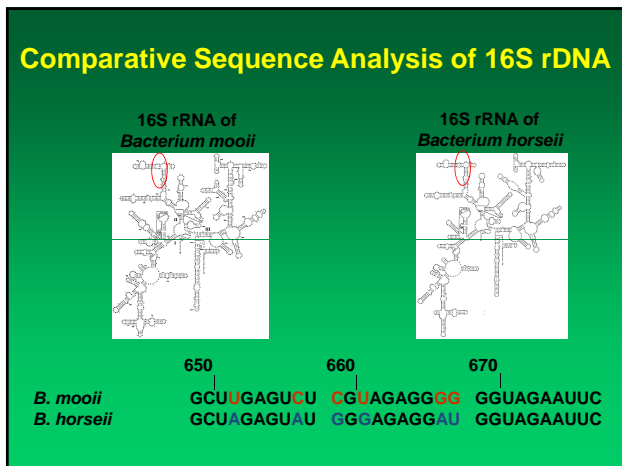 Comparative Sequence Analysis of 16S rDNA
16S rRNA of
Bacterium mooii
16S rRNA of
Bacterium horseii
650 660 670
B. mooii GCUUGAGUCU CGUAGAGGGG GGUAGAAUUC
B. horseii GCUAGAGUAU GGGAGAGGAU GGUAGAAUUC